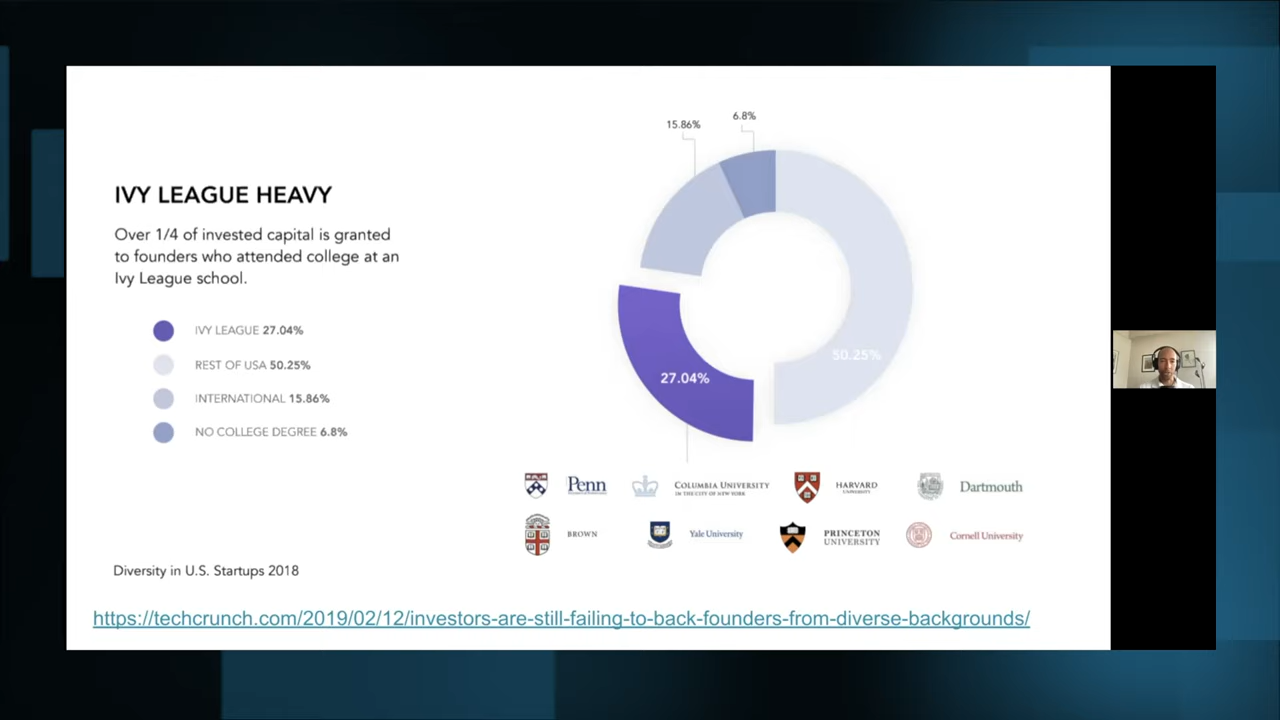 IVY LEAGUE HEAVY
Over 1/4 of invested capital is granted
to founders who attended college at an
Ivy League school.
IVY LEAGUE 27.04%
REST OF USA 50.25%
INTERNATIONAL 15.86%
NO COLLEGE DEGREE 6.8%
15.86%
6.8%
50.25%
27.04%
Penn
COLUMBIA UNIVERSITY
IN THE CITY OF NEW YORK
HARVARD
UNIVERSITY
Dartmouth
BROWN
Yale University
PRINCETON
UNIVERSITY
Cornell University
Diversity in U.S. Startups 2018
https://techcrunch.com/2019/02/12/investors-are-still-failing-to-back-founders-from-diverse-backgrounds/